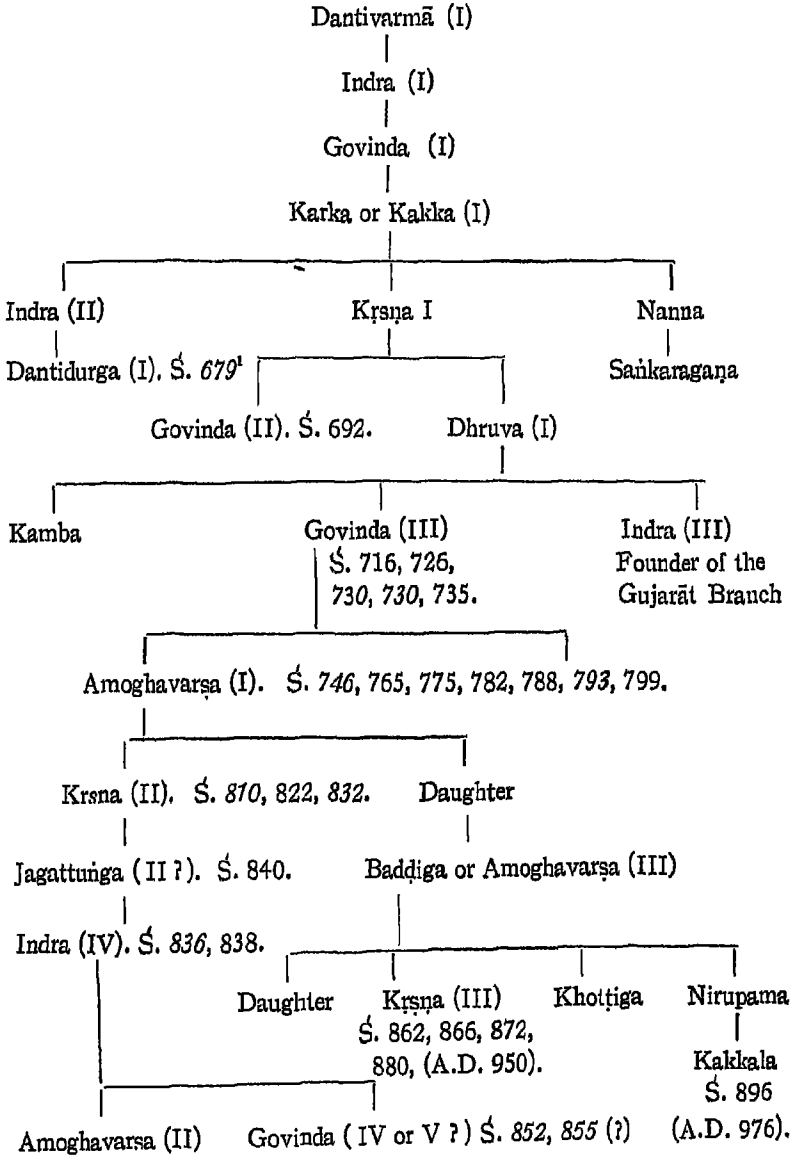 Dantivarmā (I)
Indra (I)
Govinda (I)
Karka or Kakka (I)
Indra (II) Kṛsṇa I Nanna
Dantidurga (I). Ś. 679¹ Saṅkaragaṇa
Govinda (II). Ś. 692. Dhruva (I)
Kamba Govinda (III) Indra (III)
Ś. 716, 726, Founder of the
730, 730, 735. Gujarāt Branch
Amoghavarṣa (I). Ś. 746, 765, 775, 782, 788, 793, 799.
Krsna (II). Ś. 810, 822, 832. Daughter
Jagattuṅga (II ?). Ś. 840. Baḍḍiga or Amoghavarṣa (III)
Indra (IV). Ś. 836, 838.
Daughter Kṛṣṇa (III) Khoṭṭiga Nirupama
Ś. 862, 866, 872, Kakkala
880, (A.D. 950). Ś. 896
Amoghavarsa (II) Govinda ( IV or V ? ) Ś. 852, 855 (?) (A.D. 976).